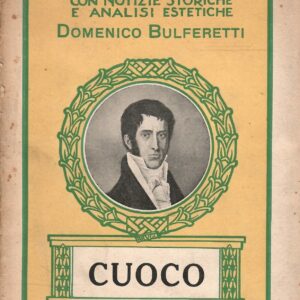 CON NOTIZIE STORICHE
E ANALISI ESTETICHE
DOMENICO BULFERETTI
CUOCO